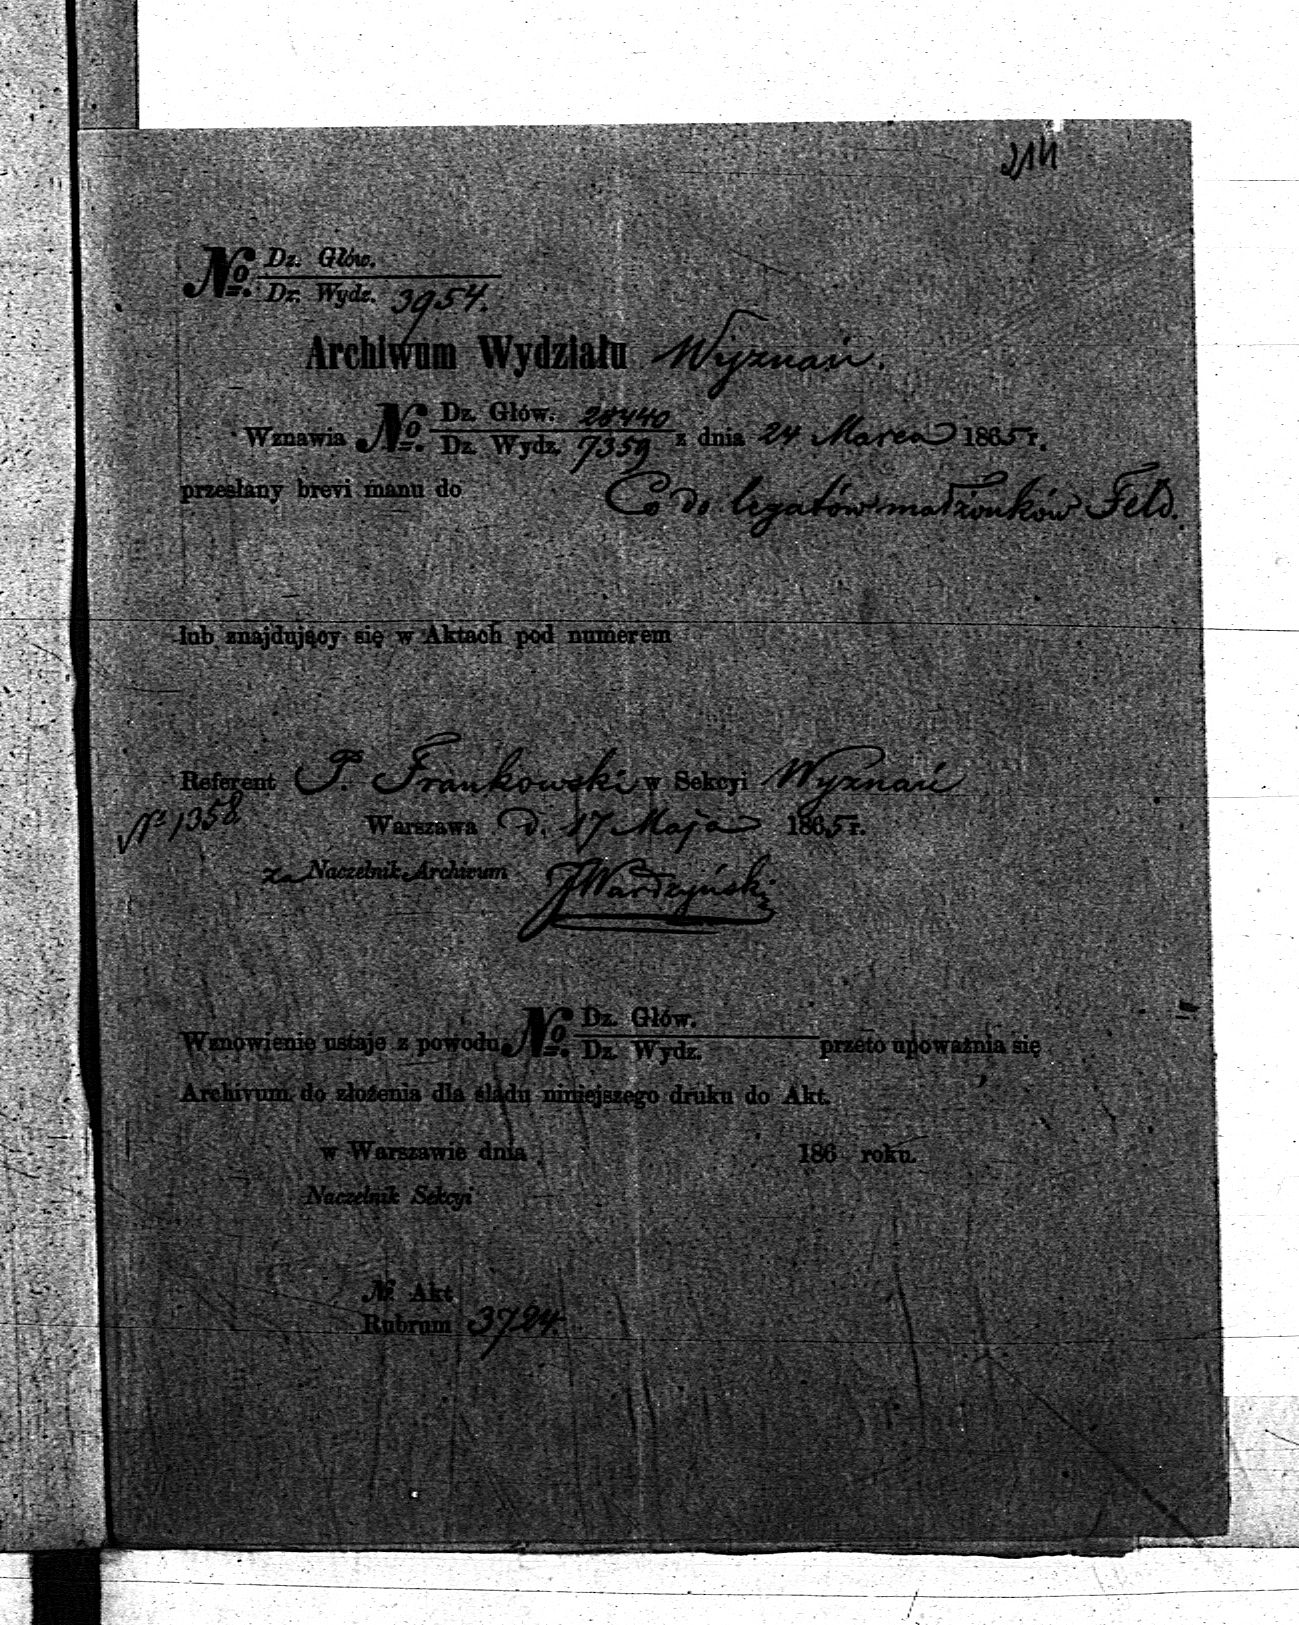 214
No. Dz. Głów.
Dz. Wydz. 3954.
Archiwum Wydziału Wyznań.
Wznawia No. Dz. Głów. 28440
Dz. Wydz. 7359 z dnia 24 Marca 1865 r.
przesłany brevi manu do Co do legatów małżonków Feld.
lub znajdujący się w Aktach pod numerem
Referent P. Frankowski w Sekcyi Wyznań
No 1358
Warszawa d. 17 Maja 1865 r.
za Naczelnik Archivum JWardzyński
Wznowienie ustaje z powodu No. Dz. Głów.
Dz. Wydz. przeto upoważnia się
Archivum do złożenia dla śladu niniejszego druku do Akt.
w Warszawie dnia 186 roku.
Naczelnik Sekcyi
№ Akt
Rubrum 3724.